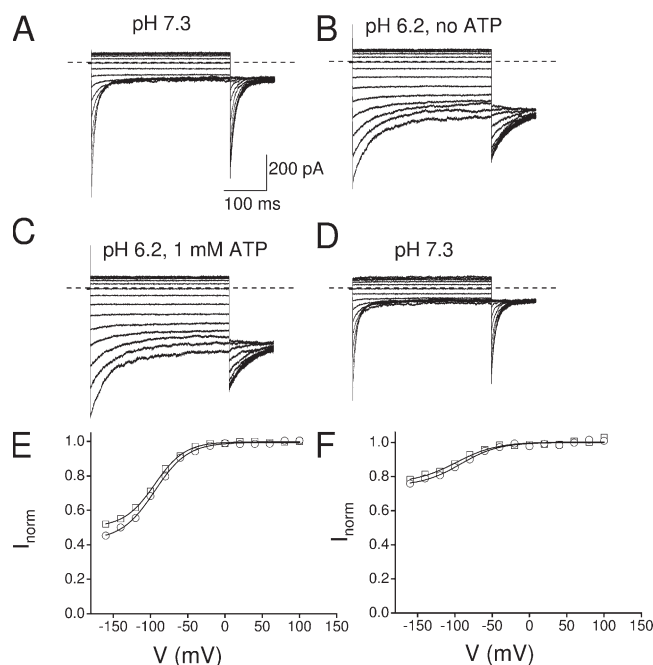 A
pH 7.3
200 pA
100 ms
B
pH 6.2, no ATP
C
pH 6.2, 1 mM ATP
D
pH 7.3
E
I_norm
1.0
0.8
0.6
0.4
0.2
0.0
-150 -100 -50 0 50 100 150
V (mV)
F
I_norm
1.0
0.8
0.6
0.4
0.2
0.0
-150 -100 -50 0 50 100 150
V (mV)